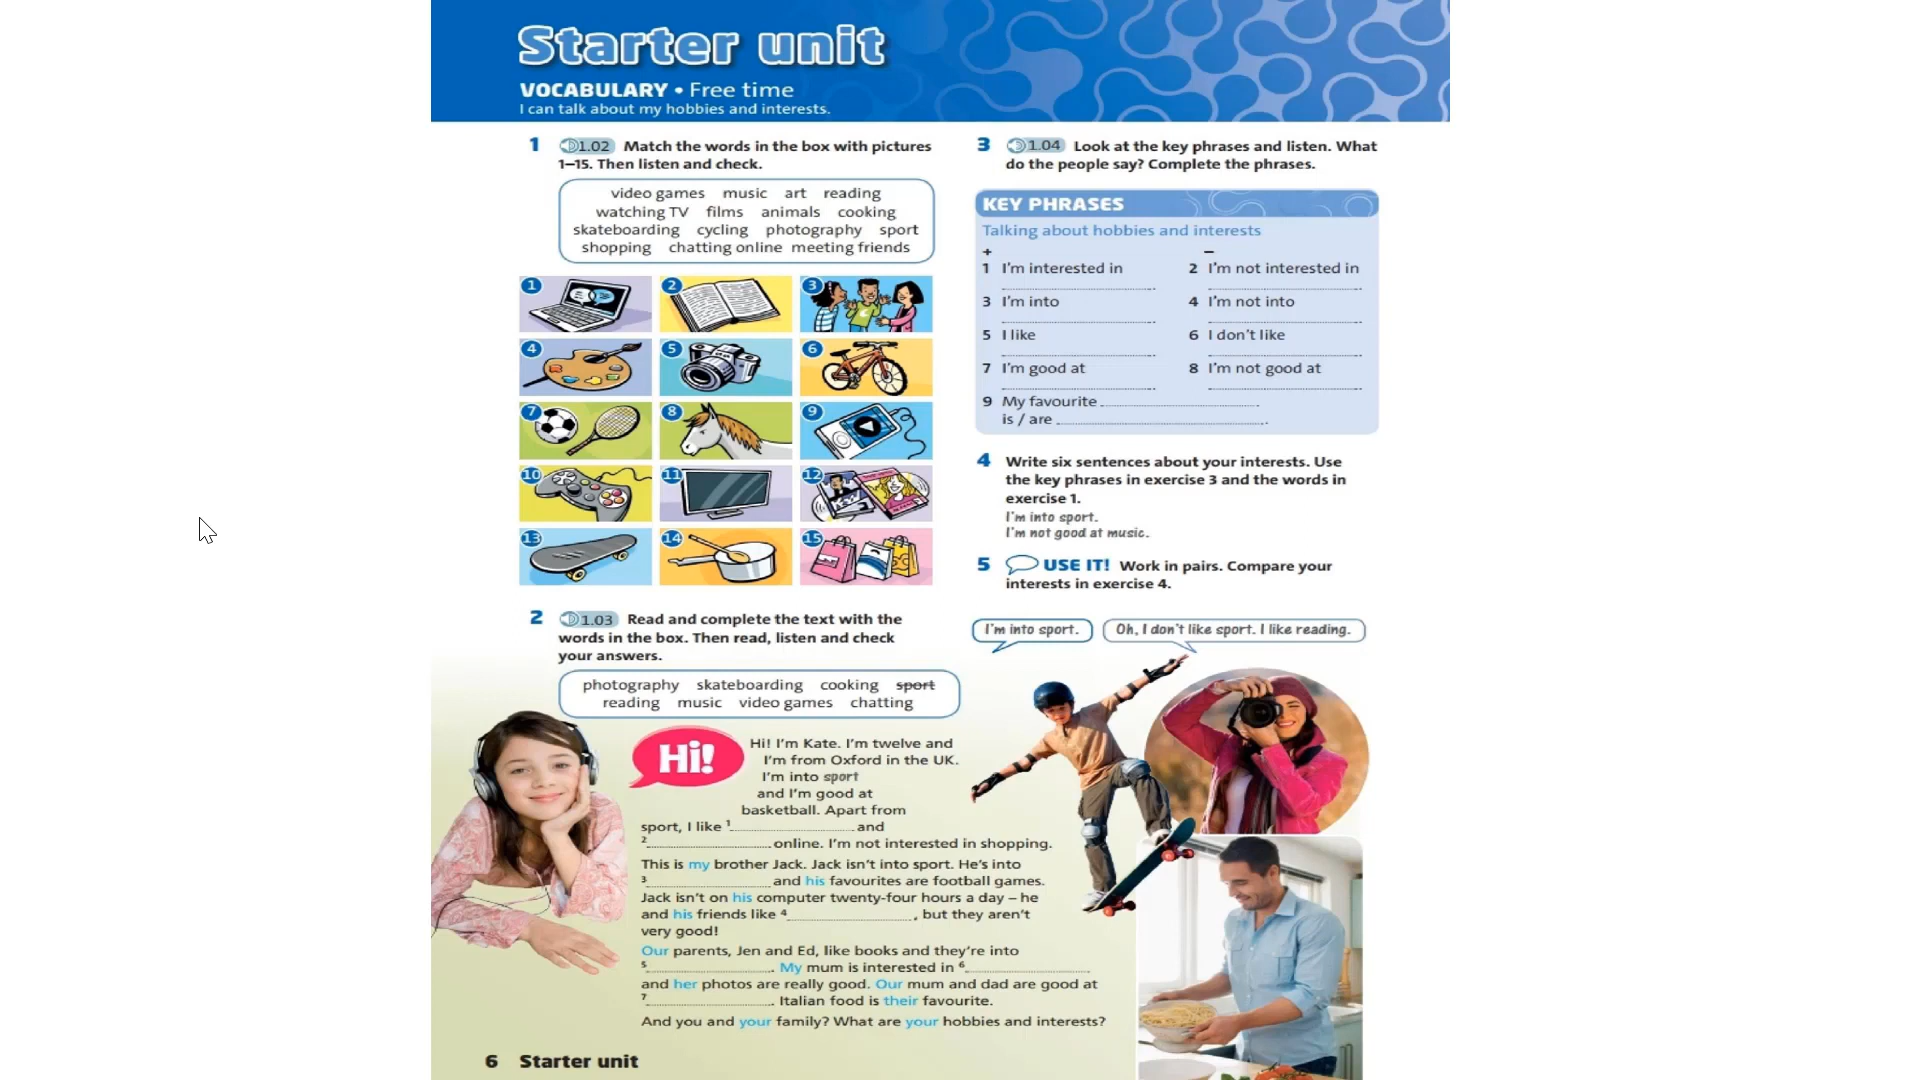 Starter unit
VOCABULARY • Free time
I can talk about my hobbies and interests.
1 1.02 Match the words in the box with pictures
1–15. Then listen and check.
video games music art reading
watching TV films animals cooking
skateboarding cycling photography sport
shopping chatting online meeting friends
1 2 3
4 5 6
7 8 9
10 11 12
13 14 15
2 1.03 Read and complete the text with the
words in the box. Then read, listen and check
your answers.
photography skateboarding cooking sport
reading music video games chatting
Hi!
Hi! I'm Kate. I'm twelve and
I'm from Oxford in the UK.
I'm into sport
and I'm good at
basketball. Apart from
sport, I like 1 and
2 online. I'm not interested in shopping.
This is my brother Jack. Jack isn't into sport. He's into
3 and his favourites are football games.
Jack isn't on his computer twenty-four hours a day – he
and his friends like 4 , but they aren't
very good!
Our parents, Jen and Ed, like books and they're into
5 . My mum is interested in 6
and her photos are really good. Our mum and dad are good at
7 . Italian food is their favourite.
And you and your family? What are your hobbies and interests?
3 1.04 Look at the key phrases and listen. What
do the people say? Complete the phrases.
KEY PHRASES
Talking about hobbies and interests
+ –
1 I'm interested in 2 I'm not interested in
3 I'm into 4 I'm not into
5 I like 6 I don't like
7 I'm good at 8 I'm not good at
9 My favourite
is / are .
4 Write six sentences about your interests. Use
the key phrases in exercise 3 and the words in
exercise 1.
I'm into sport.
I'm not good at music.
5 USE IT! Work in pairs. Compare your
interests in exercise 4.
I'm into sport. Oh, I don't like sport. I like reading.
6 Starter unit